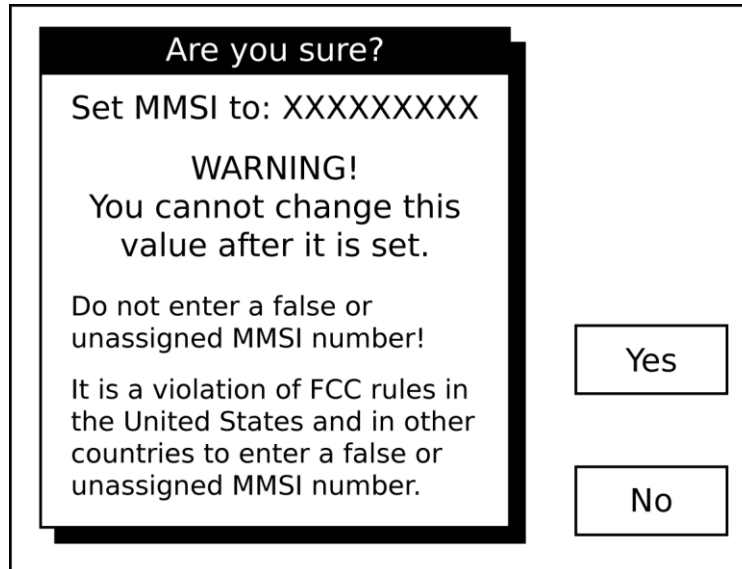 Are you sure?
Set MMSI to: XXXXXXXXX
WARNING!
You cannot change this
value after it is set.
Do not enter a false or
unassigned MMSI number!
It is a violation of FCC rules in
the United States and in other
countries to enter a false or
unassigned MMSI number.
Yes
No